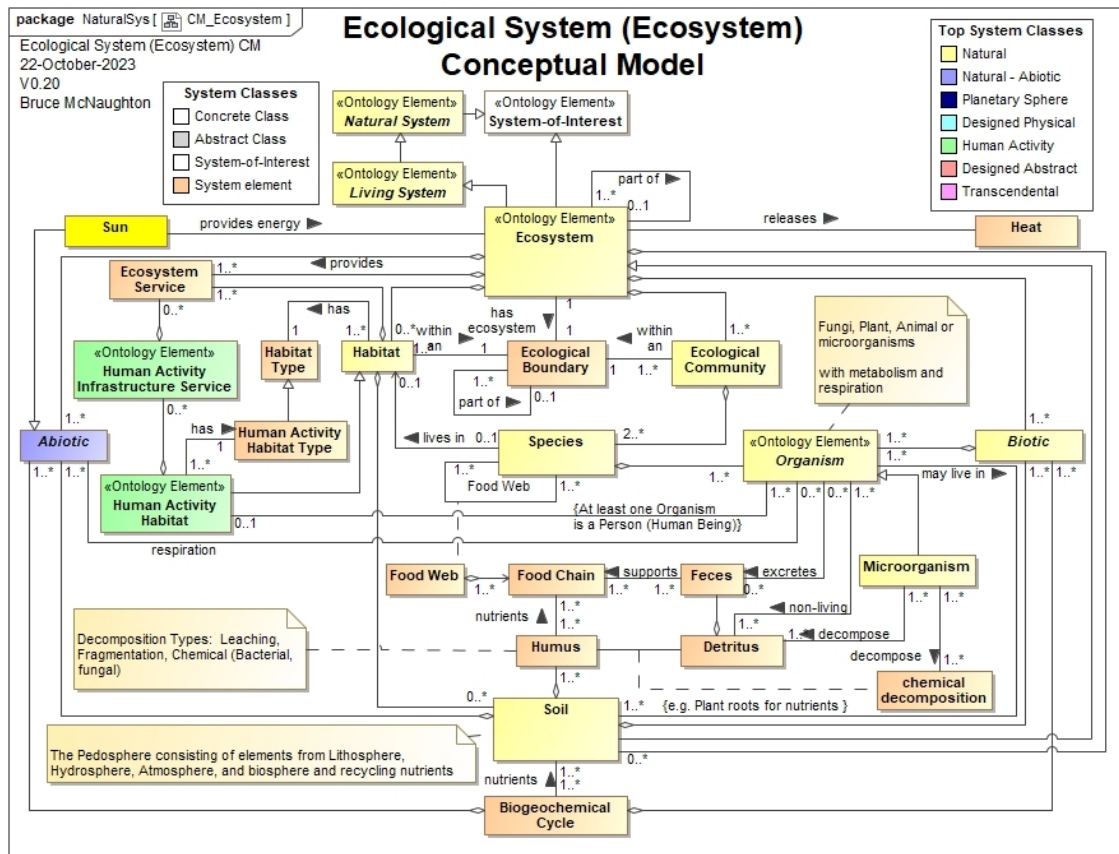 package NaturalSys [ CM_Ecosystem ]
Ecological System (Ecosystem) CM
22-October-2023
V0.20
Bruce McNaughton
Ecological System (Ecosystem)
Conceptual Model
System Classes
Concrete Class
Abstract Class
System-of-Interest
System element
Top System Classes
Natural
Natural - Abiotic
Planetary Sphere
Designed Physical
Human Activity
Designed Abstract
Transcendental
«Ontology Element»
Natural System
«Ontology Element»
System-of-Interest
«Ontology Element»
Living System
part of
1..*
0..1
Sun
provides energy
«Ontology Element»
Ecosystem
releases
Heat
provides
Ecosystem
Service
1..*
1..*
0..*
has
1
1..*
0..*
within
an
1..*
1
has
ecosystem
1
1
within
an
1
1..*
1..*
«Ontology Element»
Human Activity
Infrastructure Service
Habitat
Type
Habitat
0..1
Ecological
Boundary
Ecological
Community
Fungi, Plant, Animal or
microorganisms
with metabolism and
respiration
1..*
part of
0..1
0..*
1..*
Abiotic
1..*
1..*
has
1
1..*
Human Activity
Habitat Type
lives in
0..1
Species
2..*
1..*
Food Web
1..*
1..*
«Ontology Element»
Organism
1..*
1..*
1..*
Biotic
1..*
1..*
may live in
«Ontology Element»
Human Activity
Habitat
0..1
{At least one Organism
is a Person (Human Being)}
1..*
1..*
0..*
0..*
1..*
respiration
Food Web
1..*
Food Chain
supports
1..*
1..*
Feces
excretes
0..*
Microorganism
1..*
1..*
nutrients
1..*
1..*
non-living
1..*
1..*
decompose
Decomposition Types: Leaching,
Fragmentation, Chemical (Bacterial,
fungal)
Humus
1..*
Detritus
decompose
1..*
chemical
decomposition
0..*
Soil
1..*
{e.g. Plant roots for nutrients }
The Pedosphere consisting of elements from Lithosphere,
Hydrosphere, Atmosphere, and biosphere and recycling nutrients
0..*
nutrients
1..*
1..*
Biogeochemical
Cycle